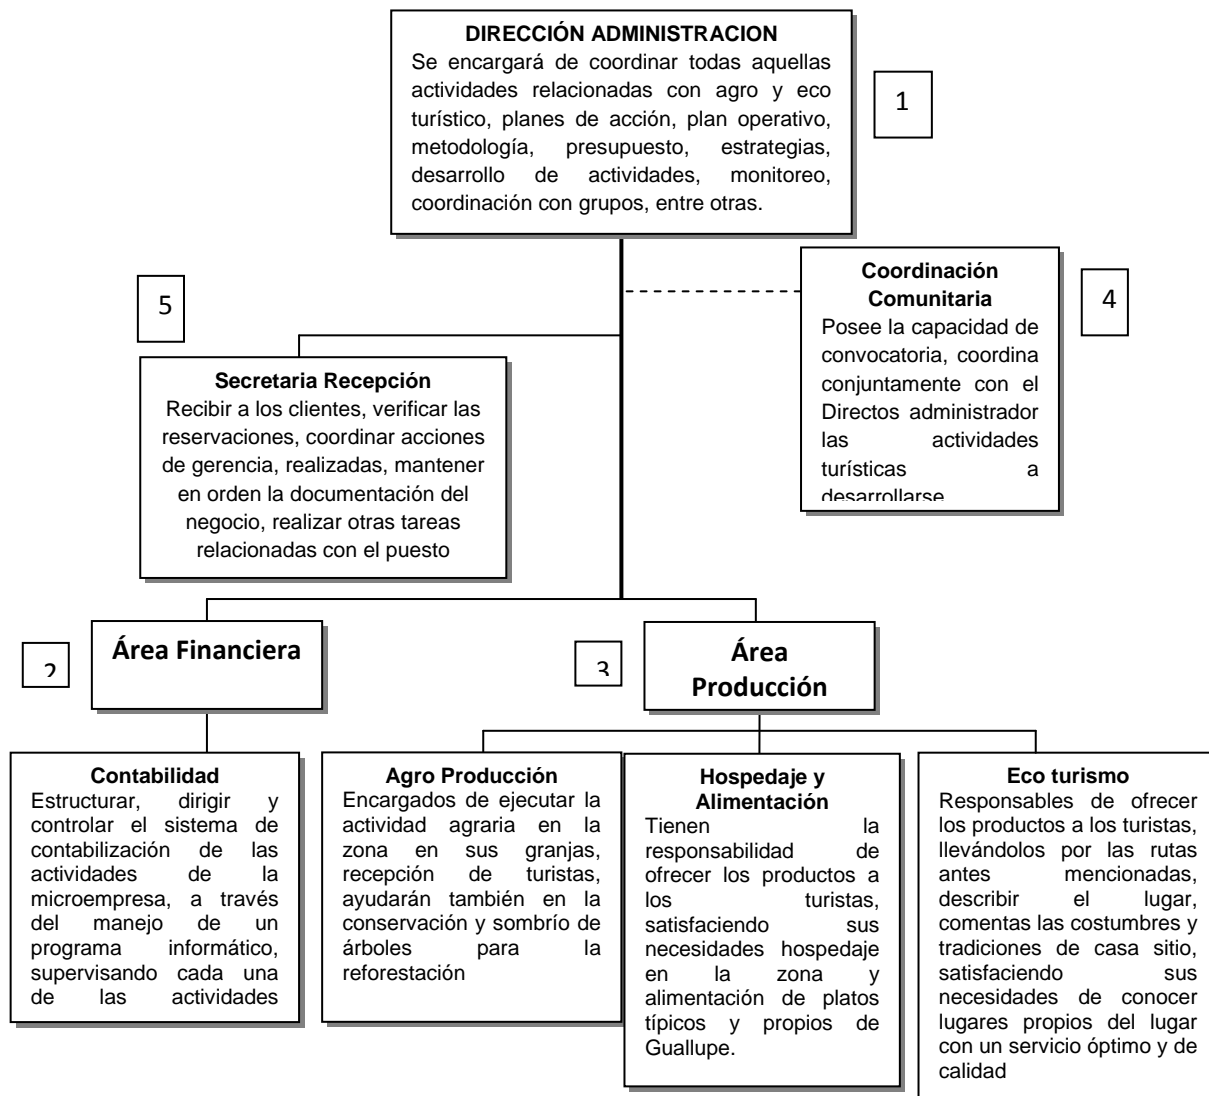 DIRECCIÓN ADMINISTRACION
Se encargará de coordinar todas aquellas
actividades relacionadas con agro y eco
turístico, planes de acción, plan operativo,
metodología, presupuesto, estrategias,
desarrollo de actividades, monitoreo,
coordinación con grupos, entre otras.
1
Coordinación
Comunitaria
Posee la capacidad de
convocatoria, coordina
conjuntamente con el
Directos administrador
las actividades
turísticas a
desarrollarse
4
5
Secretaria Recepción
Recibir a los clientes, verificar las
reservaciones, coordinar acciones
de gerencia, realizadas, mantener
en orden la documentación del
negocio, realizar otras tareas
relacionadas con el puesto
2
Área Financiera
3
Área
Producción
Contabilidad
Estructurar, dirigir y
controlar el sistema de
contabilización de las
actividades de la
microempresa, a través
del manejo de un
programa informático,
supervisando cada una
de las actividades
Agro Producción
Encargados de ejecutar la
actividad agraria en la
zona en sus granjas,
recepción de turistas,
ayudarán también en la
conservación y sombrío de
árboles para la
reforestación
Hospedaje y
Alimentación
Tienen la
responsabilidad de
ofrecer los productos a
los turistas,
satisfaciendo sus
necesidades hospedaje
en la zona y
alimentación de platos
típicos y propios de
Guallupe.
Eco turismo
Responsables de ofrecer
los productos a los turistas,
llevándolos por las rutas
antes mencionadas,
describir el lugar,
comentas las costumbres y
tradiciones de casa sitio,
satisfaciendo sus
necesidades de conocer
lugares propios del lugar
con un servicio óptimo y de
calidad